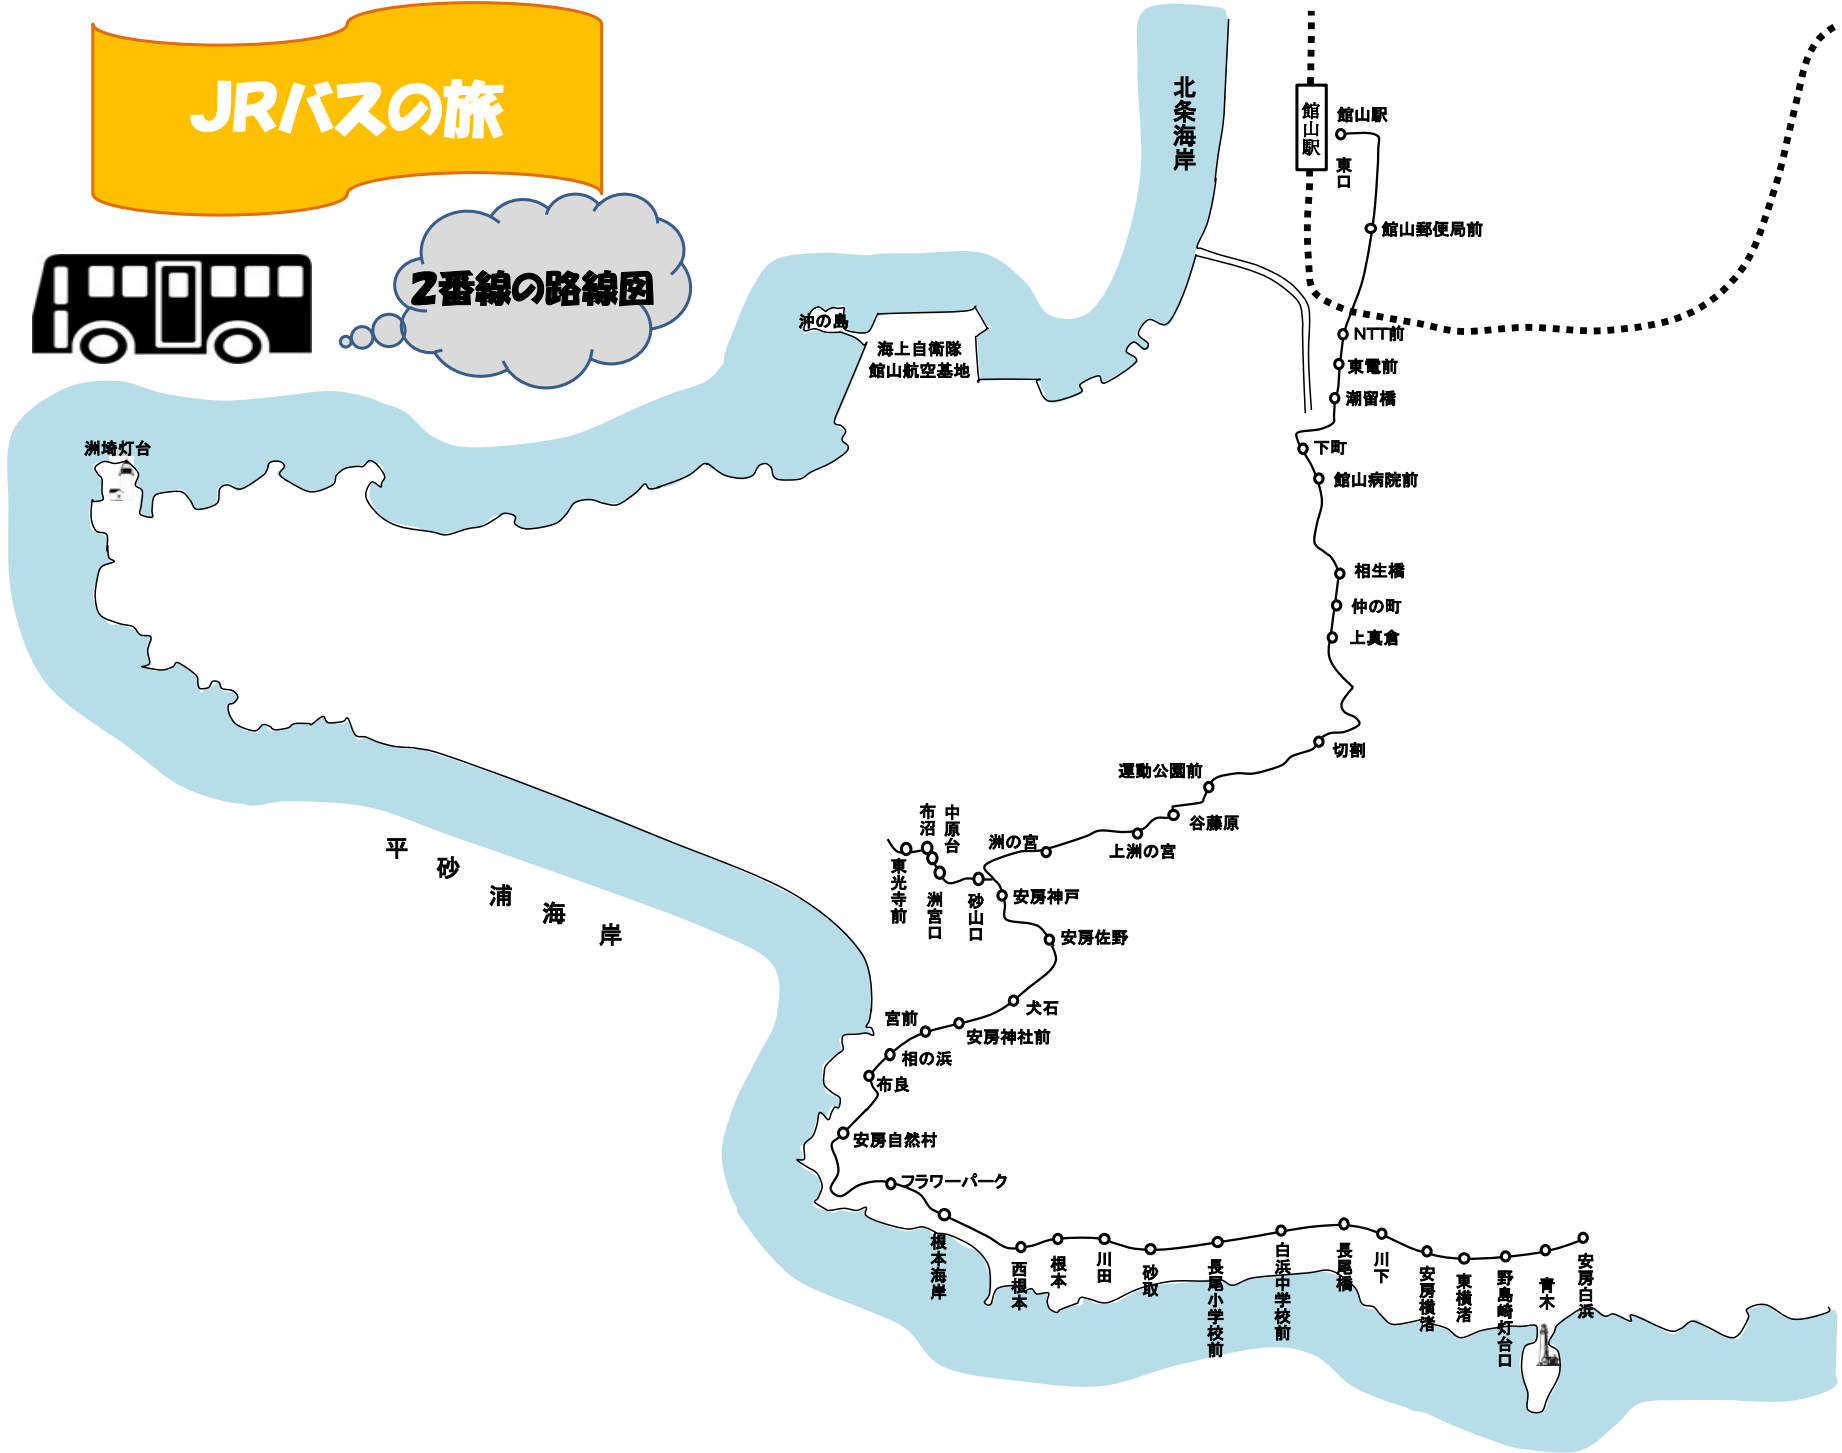 JRバスの旅
2番線の路線図
北条海岸
館山駅
館山駅
東口
館山郵便局前
NTT前
東電前
潮留橋
下町
館山病院前
相生橋
仲の町
上真倉
切割
運動公園前
谷藤原
上洲の宮
洲の宮
中原台
布沼
東光寺前
洲宮口
砂山口
安房神戸
安房佐野
犬石
安房神社前
宮前
相の浜
布良
安房自然村
フラワーパーク
根本海岸
西根本
根本
川田
砂取
長尾小学校前
白浜中学校前
長尾橋
川下
安房横渚
東横渚
野島崎灯台口
青木
安房白浜
沖の島
海上自衛隊
館山航空基地
洲埼灯台
平砂浦海岸